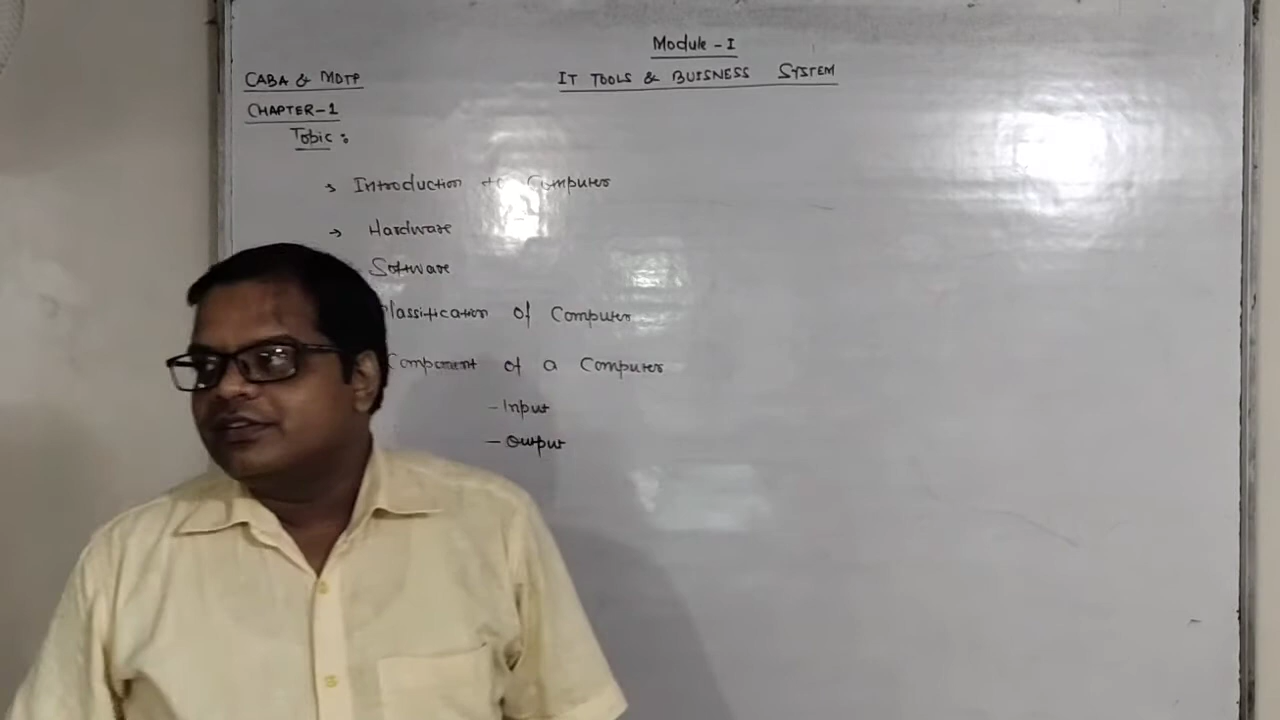 Module - I
CABA & MDTP
IT TOOLS & BUISNESS SYSTEM
CHAPTER-1
Topic :
→ Introduction to Computer
→ Hardware
Software
Classification of Computer
Component of a Computer
- Input
- Output